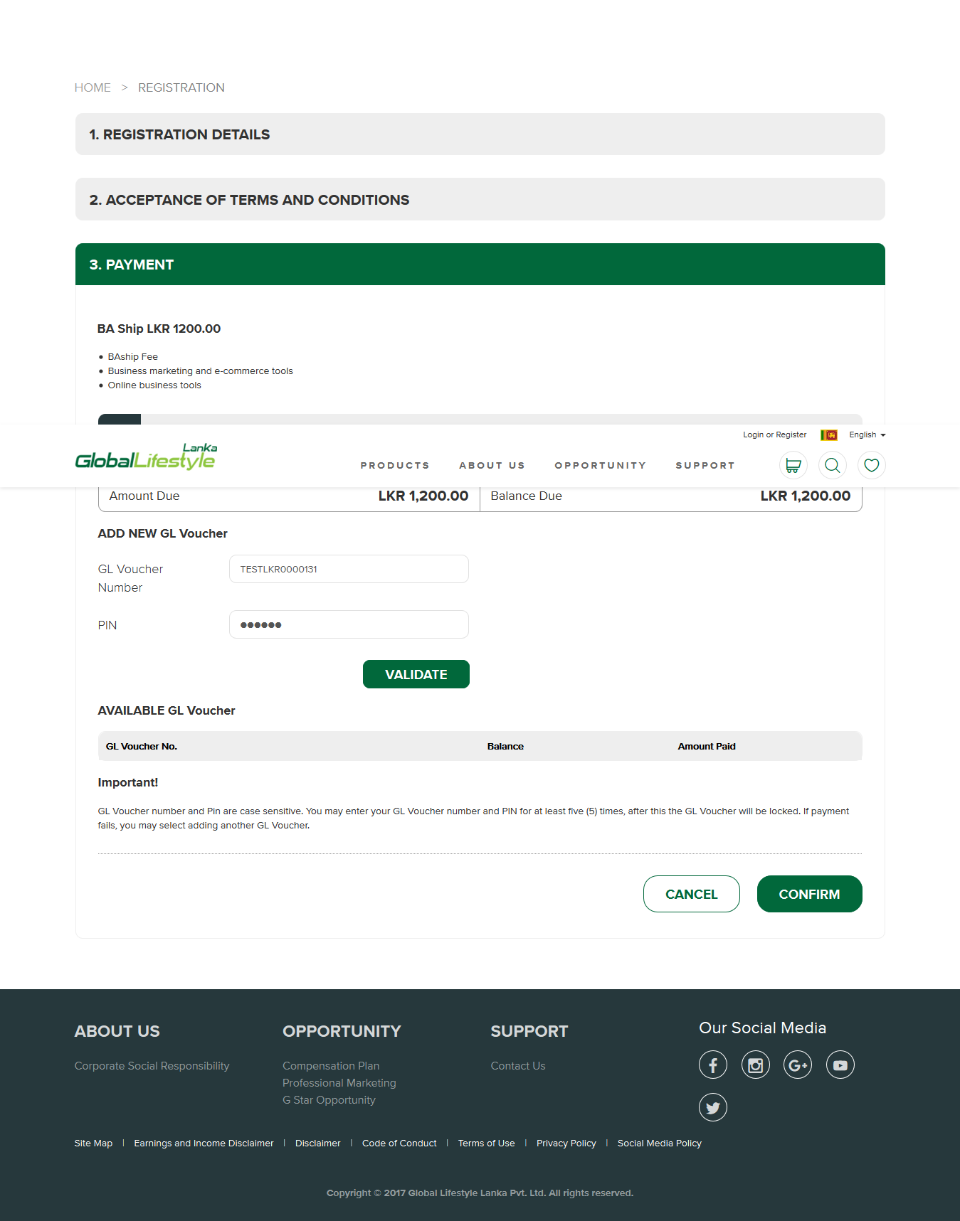 HOME > REGISTRATION
1. REGISTRATION DETAILS
2. ACCEPTANCE OF TERMS AND CONDITIONS
3. PAYMENT
BA Ship LKR 1200.00
• BAship Fee
• Business marketing and e-commerce tools
• Online business tools
Login or Register English
Lanka
GlobalLifestyle
PRODUCTS ABOUT US OPPORTUNITY SUPPORT
Amount Due LKR 1,200.00 Balance Due LKR 1,200.00
ADD NEW GL Voucher
GL Voucher
Number
TESTLKR0000131
PIN ●●●●●●
VALIDATE
AVAILABLE GL Voucher
GL Voucher No. Balance Amount Paid
Important!
GL Voucher number and Pin are case sensitive. You may enter your GL Voucher number and PIN for at least five (5) times, after this the GL Voucher will be locked. If payment
fails, you may select adding another GL Voucher.
CANCEL CONFIRM
ABOUT US
Corporate Social Responsibility
OPPORTUNITY
Compensation Plan
Professional Marketing
G Star Opportunity
SUPPORT
Contact Us
Our Social Media
Site Map | Earnings and Income Disclaimer | Disclaimer | Code of Conduct | Terms of Use | Privacy Policy | Social Media Policy
Copyright © 2017 Global Lifestyle Lanka Pvt. Ltd. All rights reserved.